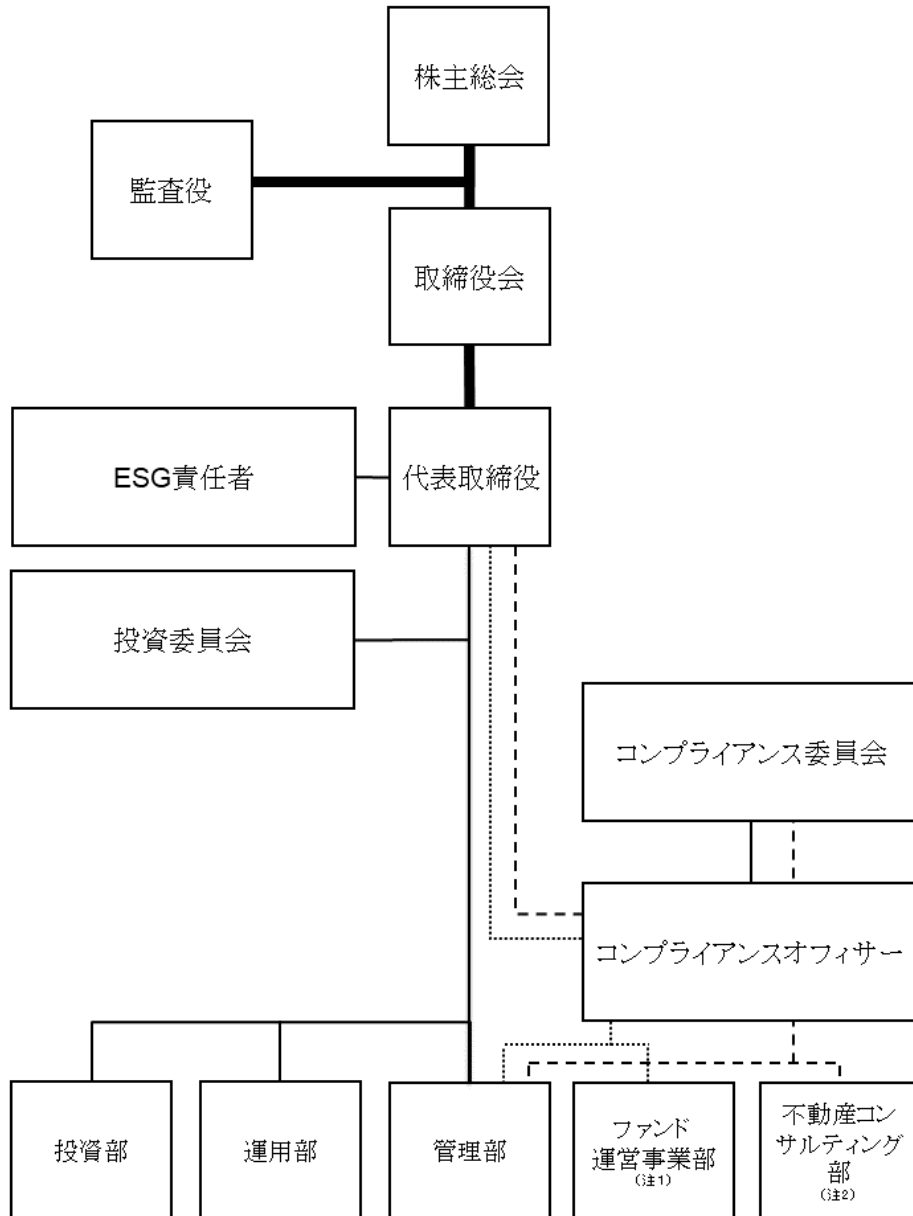 株主総会
監査役
取締役会
ESG責任者
代表取締役
投資委員会
コンプライアンス委員会
コンプライアンスオフィサー
投資部
運用部
管理部
ファンド
運営事業部
(注1)
不動産コン
サルティング
部
(注2)